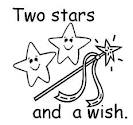 Two stars
and a wish.